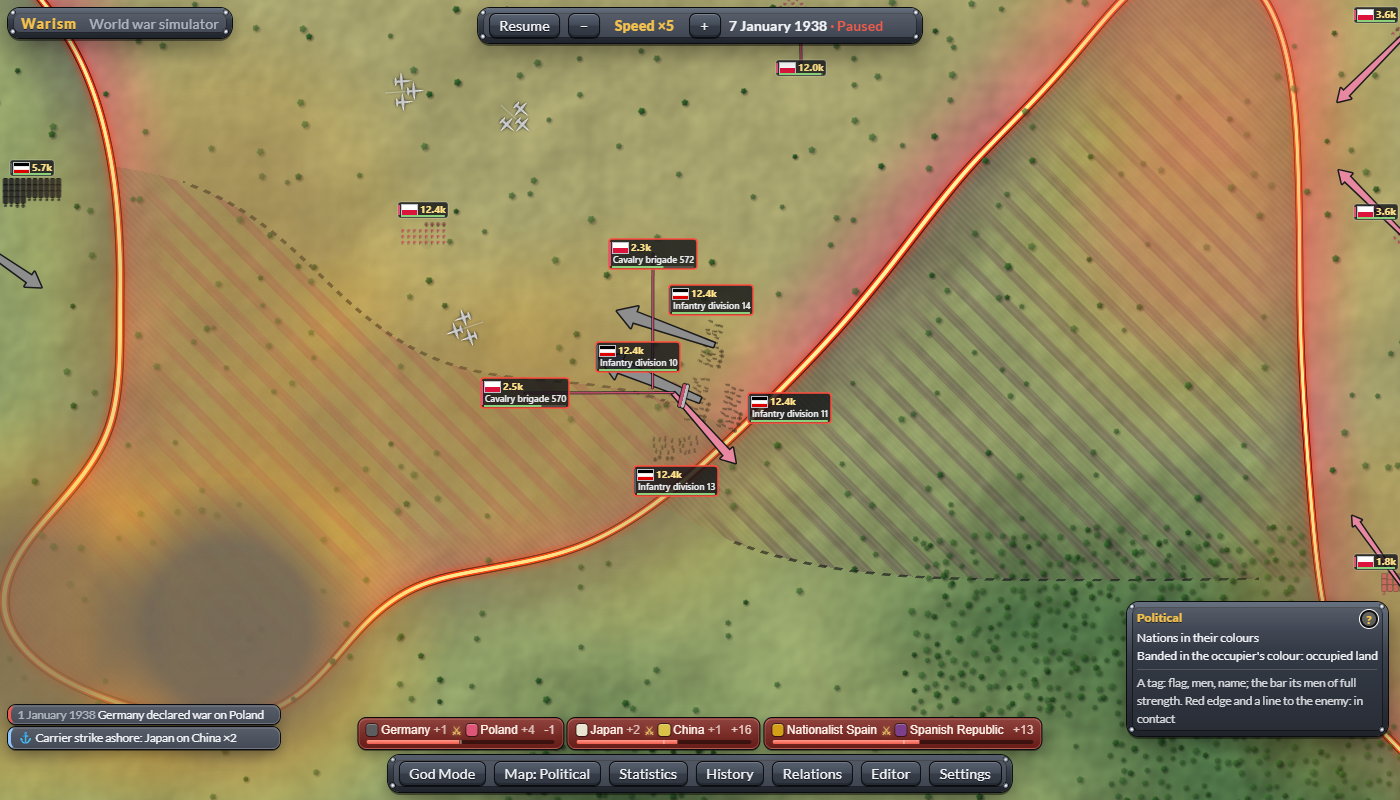 Warism World war simulator
Resume − Speed ×5 + 7 January 1938 · Paused
3.6k
12.0k
5.7k
12.4k
3.6k
2.3k
Cavalry brigade 572
12.4k
Infantry division 14
12.4k
Infantry division 10
2.5k
Cavalry brigade 570
12.4k
Infantry division 11
12.4k
Infantry division 13
1.8k
Political ?
Nations in their colours
Banded in the occupier's colour: occupied land
A tag: flag, men, name; the bar its men of full
strength. Red edge and a line to the enemy: in
contact
1 January 1938 Germany declared war on Poland
Carrier strike ashore: Japan on China ×2
Germany +1 Poland +4 -1
Japan +2 China +1 +16
Nationalist Spain Spanish Republic +13
God Mode Map: Political Statistics History Relations Editor Settings